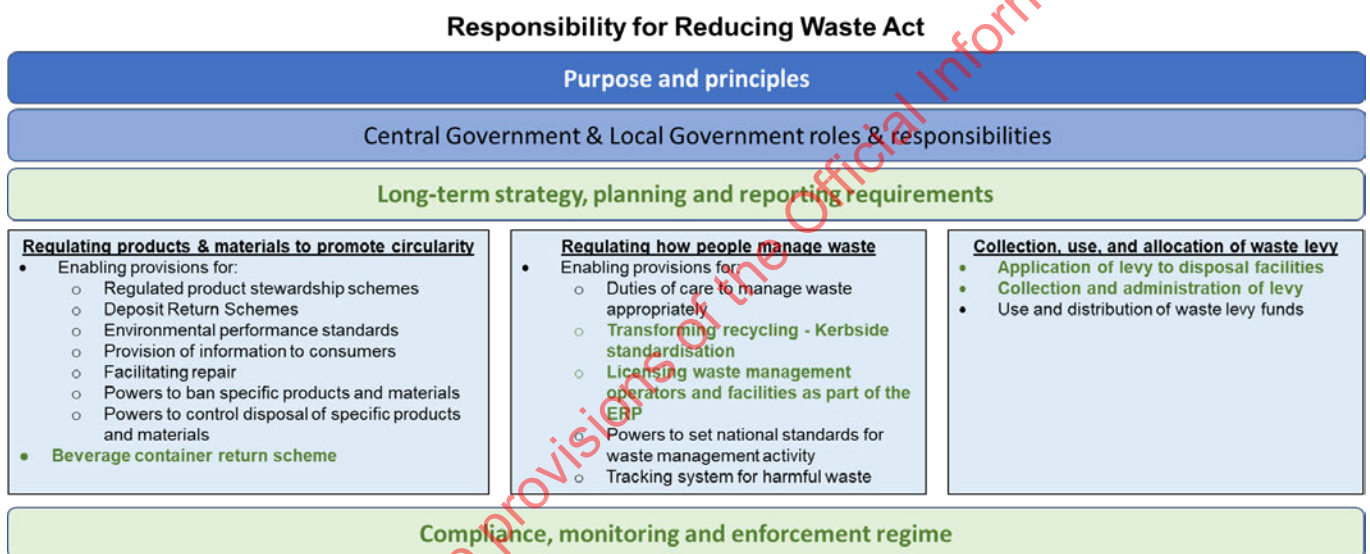 Responsibility for Reducing Waste Act
Purpose and principles
Central Government & Local Government roles & responsibilities
Long-term strategy, planning and reporting requirements
Regulating products & materials to promote circularity
• Enabling provisions for:
o Regulated product stewardship schemes
o Deposit Return Schemes
o Environmental performance standards
o Provision of information to consumers
o Facilitating repair
o Powers to ban specific products and materials
o Powers to control disposal of specific products
and materials
• Beverage container return scheme
Regulating how people manage waste
• Enabling provisions for:
o Duties of care to manage waste
appropriately
o Transforming recycling - Kerbside
standardisation
o Licensing waste management
operators and facilities as part of the
ERP
o Powers to set national standards for
waste management activity
o Tracking system for harmful waste
Collection, use, and allocation of waste levy
• Application of levy to disposal facilities
• Collection and administration of levy
• Use and distribution of waste levy funds
Compliance, monitoring and enforcement regime
provisions of the Official